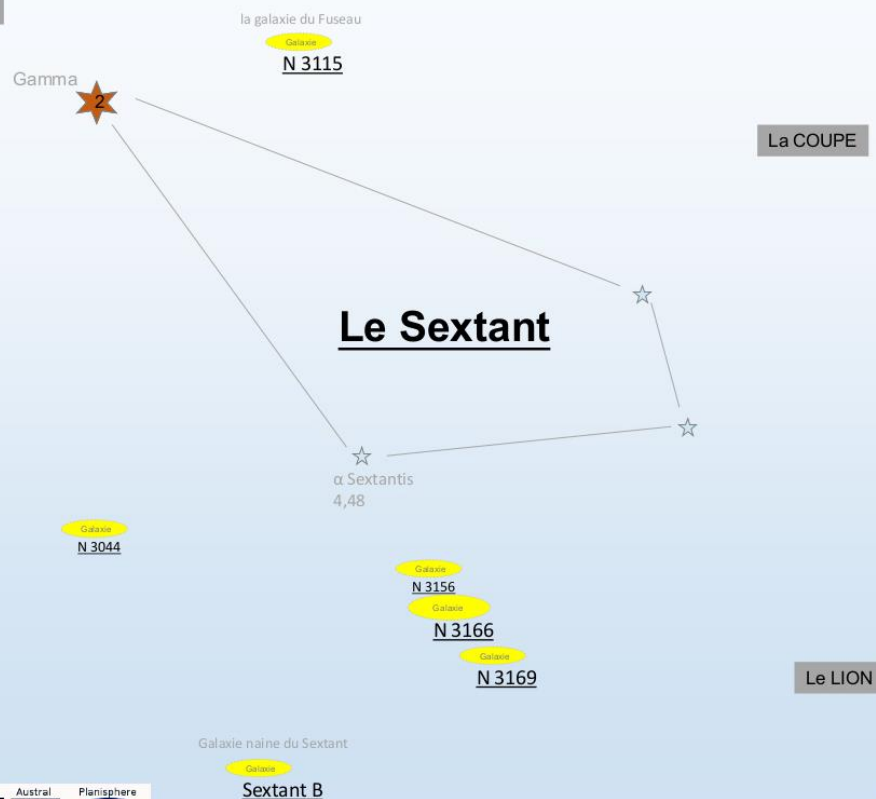 la galaxie du Fuseau
Galaxie
N 3115
Gamma
2
La COUPE
Le Sextant
α Sextantis
4,48
Galaxie
N 3044
Galaxie
N 3156
Galaxie
N 3166
Galaxie
N 3169
Le LION
Galaxie naine du Sextant
Galaxie
Sextant B
Austral Planisphere